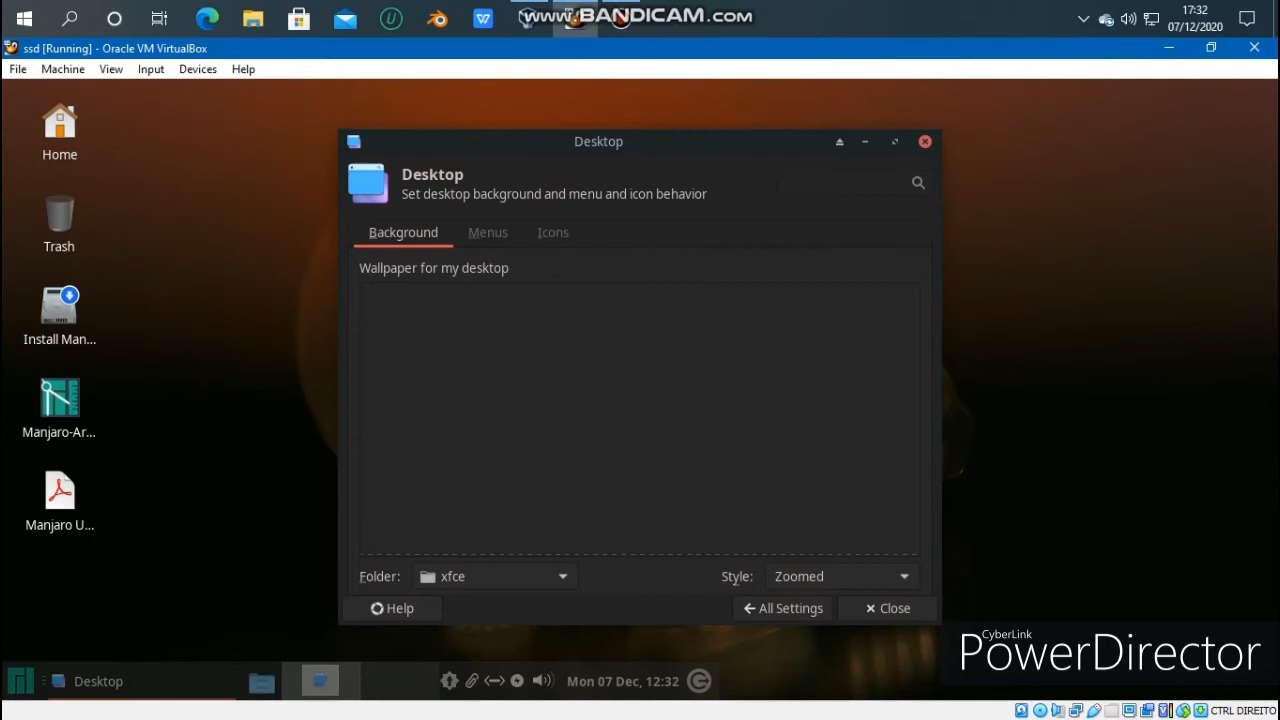 www.BANDICAM.com
17:32
07/12/2020
ssd [Running] - Oracle VM VirtualBox
File Machine View Input Devices Help
Home
Trash
Install Man...
Manjaro-Ar...
Manjaro U...
Desktop
Desktop
Set desktop background and menu and icon behavior
Background Menus Icons
Wallpaper for my desktop
Folder: xfce Style: Zoomed
Help All Settings Close
CyberLink
PowerDirector
Desktop Mon 07 Dec, 12:32
CTRL DIREITO